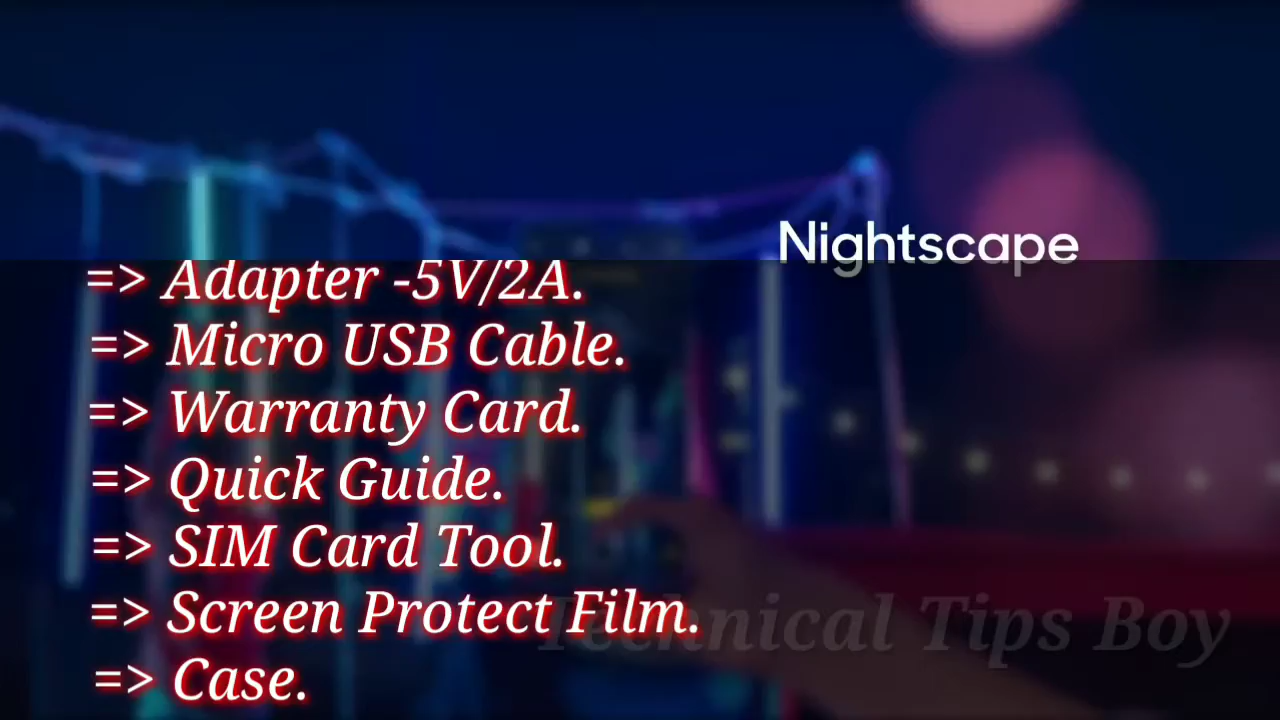 Nightscape
=> Adapter -5V/2A.
=> Micro USB Cable.
=> Warranty Card.
=> Quick Guide.
=> SIM Card Tool.
=> Screen Protect Film.
Technical Tips Boy
=> Case.